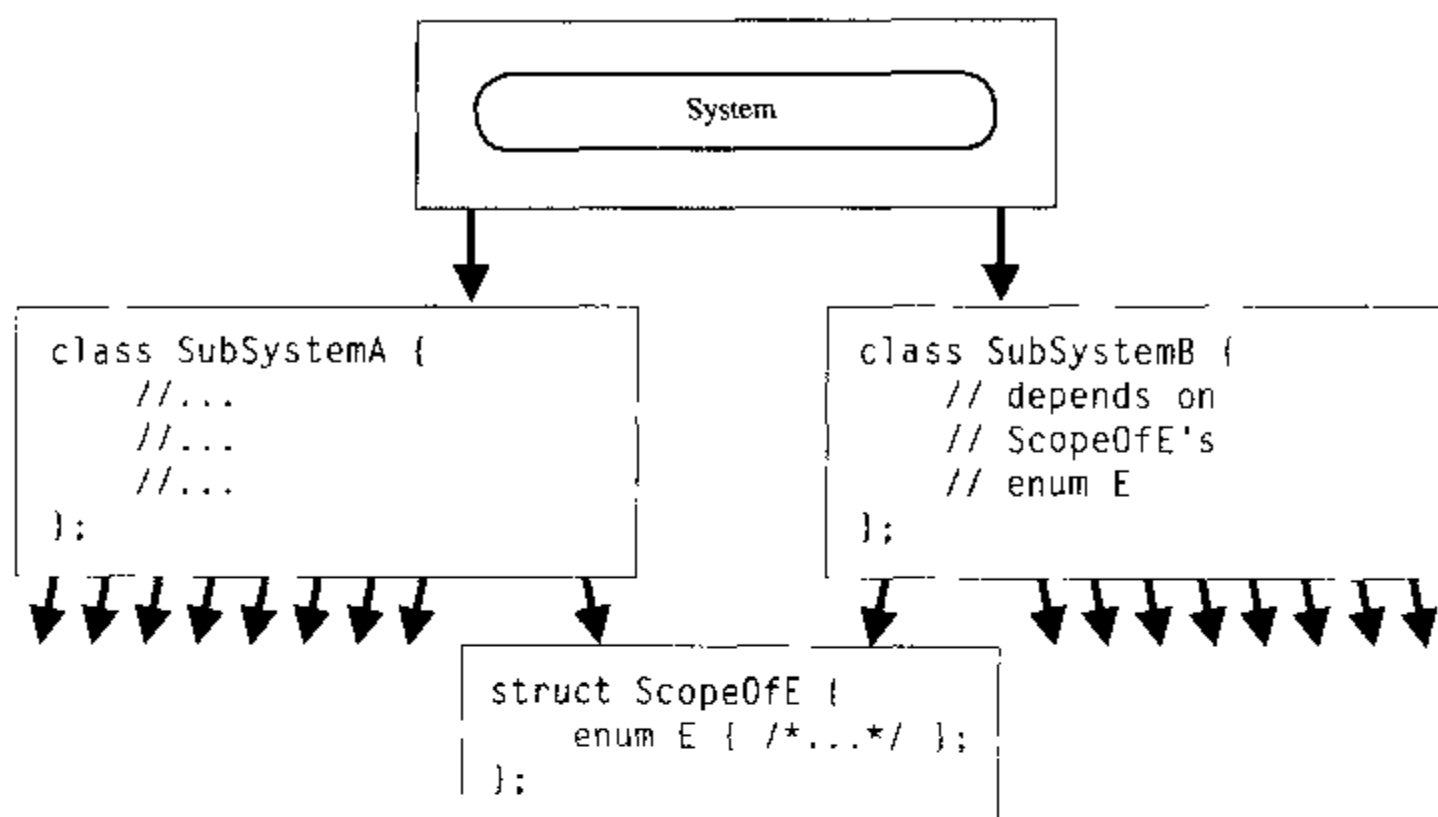 System
class SubSystemA {
//...
//...
//...
};
class SubSystemB {
// depends on
// ScopeOfE's
// enum E
};
struct ScopeOfE {
enum E { /*...*/ };
};